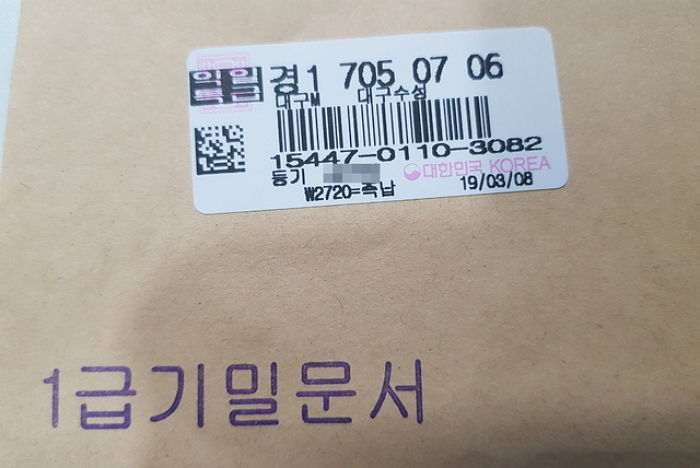 익일
특급
경1 705 07 06
대구M 대구수성
15447-0110-3082
대한민국 KOREA
등기
₩2720=즉납
19/03/08
1급기밀문서